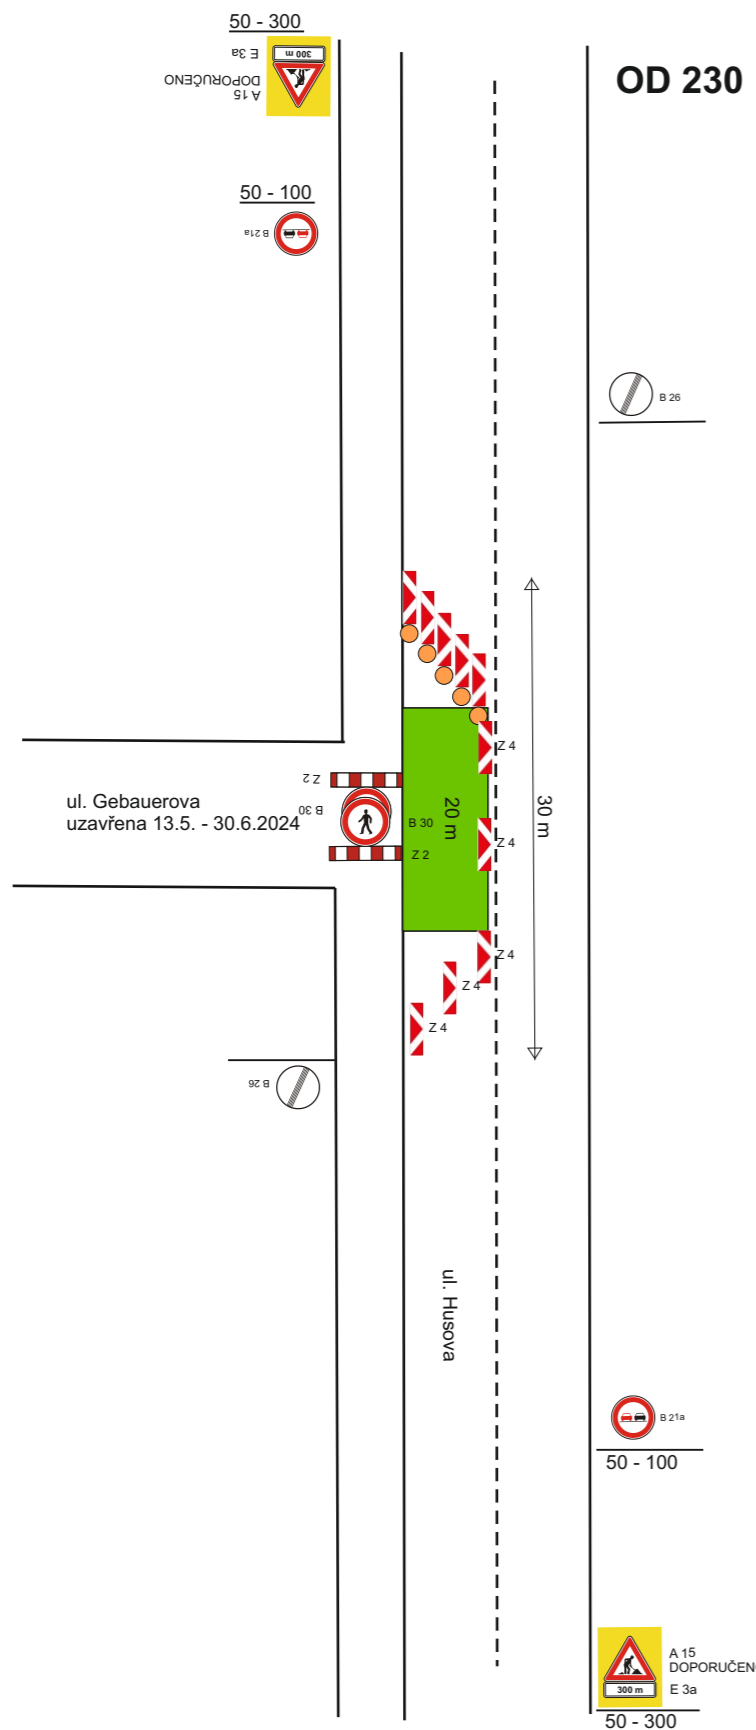 50 - 300
OD 230
300 m
E 3a
DOPORUČENO
A 15
50 - 100
B 21a
B 26
Z 4
Z 2
ul. Gebauerova
uzavřena 13.5. - 30.6.2024
B 30
B 30
20 m
30 m
Z 4
Z 2
Z 4
Z 4
Z 4
B 26
ul. Husova
B 21a
50 - 100
A 15
DOPORUČENO
300 m
E 3a
50 - 300